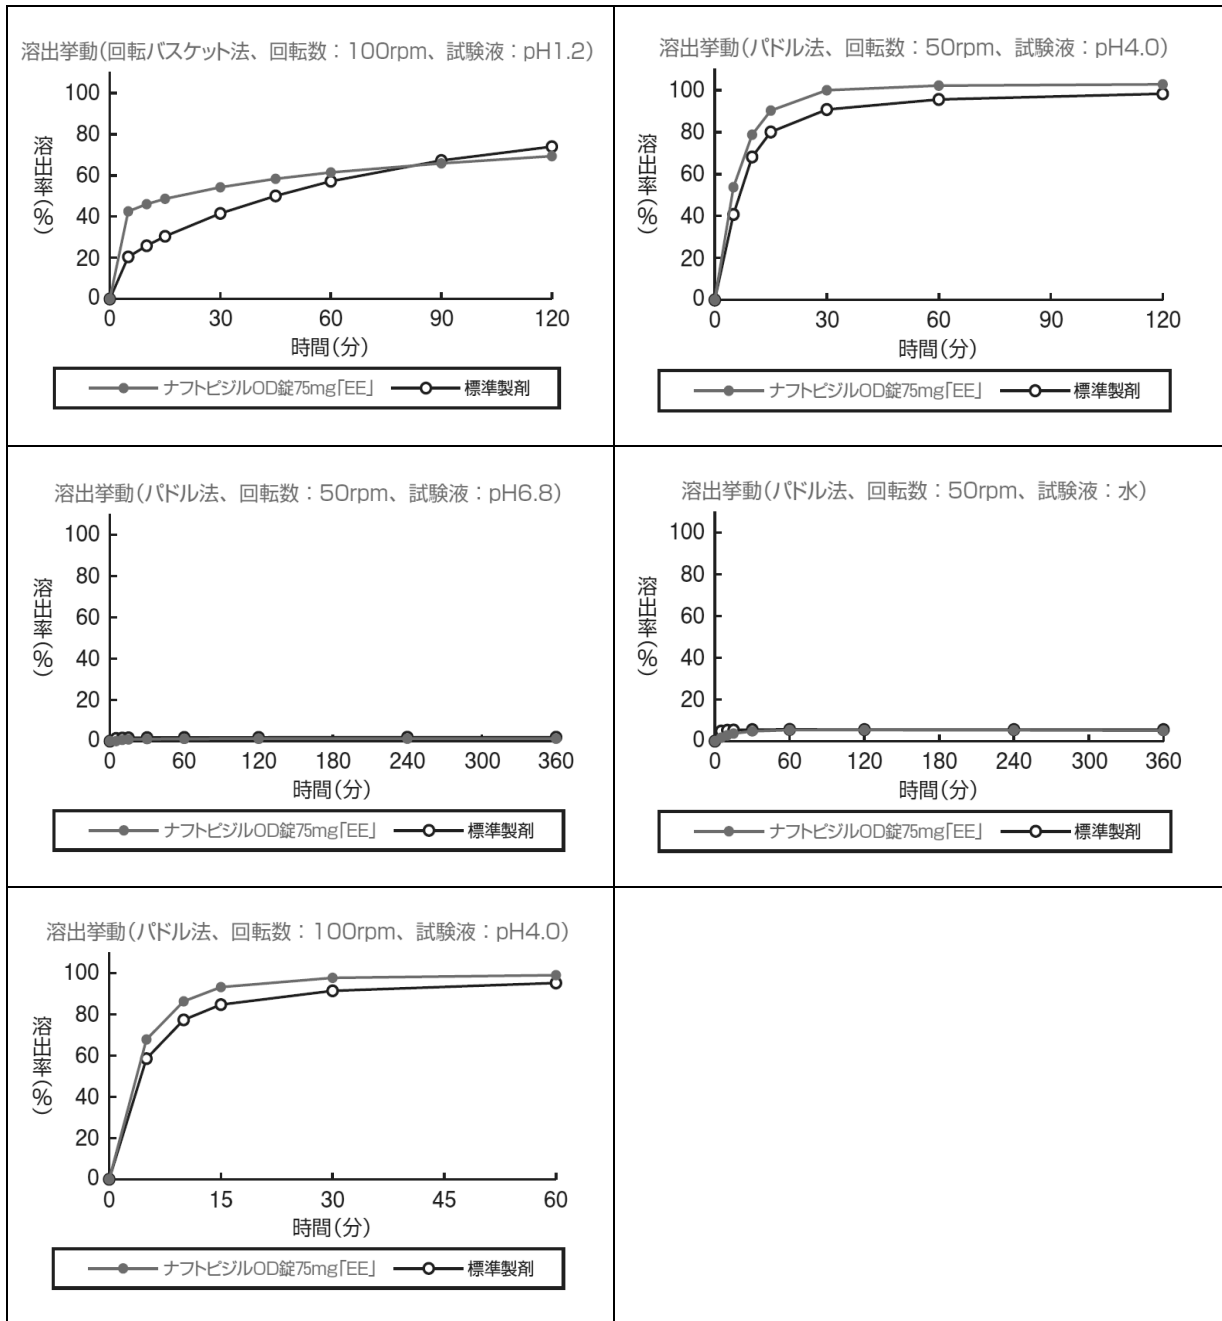 溶出挙動(回転バスケット法、回転数：100rpm、試験液：pH1.2)
溶出率(%)
100
80
60
40
20
0
0 30 60 90 120
時間(分)
ナフトピジルOD錠75mg「EE」 標準製剤
溶出挙動(パドル法、回転数：50rpm、試験液：pH4.0)
溶出率(%)
100
80
60
40
20
0
0 30 60 90 120
時間(分)
ナフトピジルOD錠75mg「EE」 標準製剤
溶出挙動(パドル法、回転数：50rpm、試験液：pH6.8)
溶出率(%)
100
80
60
40
20
0
0 60 120 180 240 300 360
時間(分)
ナフトピジルOD錠75mg「EE」 標準製剤
溶出挙動(パドル法、回転数：50rpm、試験液：水)
溶出率(%)
100
80
60
40
20
0
0 60 120 180 240 300 360
時間(分)
ナフトピジルOD錠75mg「EE」 標準製剤
溶出挙動(パドル法、回転数：100rpm、試験液：pH4.0)
溶出率(%)
100
80
60
40
20
0
0 15 30 45 60
時間(分)
ナフトピジルOD錠75mg「EE」 標準製剤